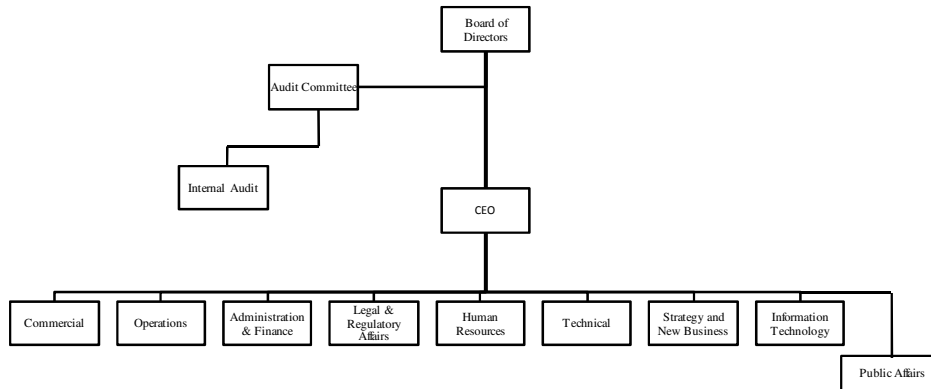 Board of
Directors
Audit Committee
Internal Audit
CEO
Commercial
Operations
Administration
& Finance
Legal &
Regulatory
Affairs
Human
Resources
Technical
Strategy and
New Business
Information
Technology
Public Affairs